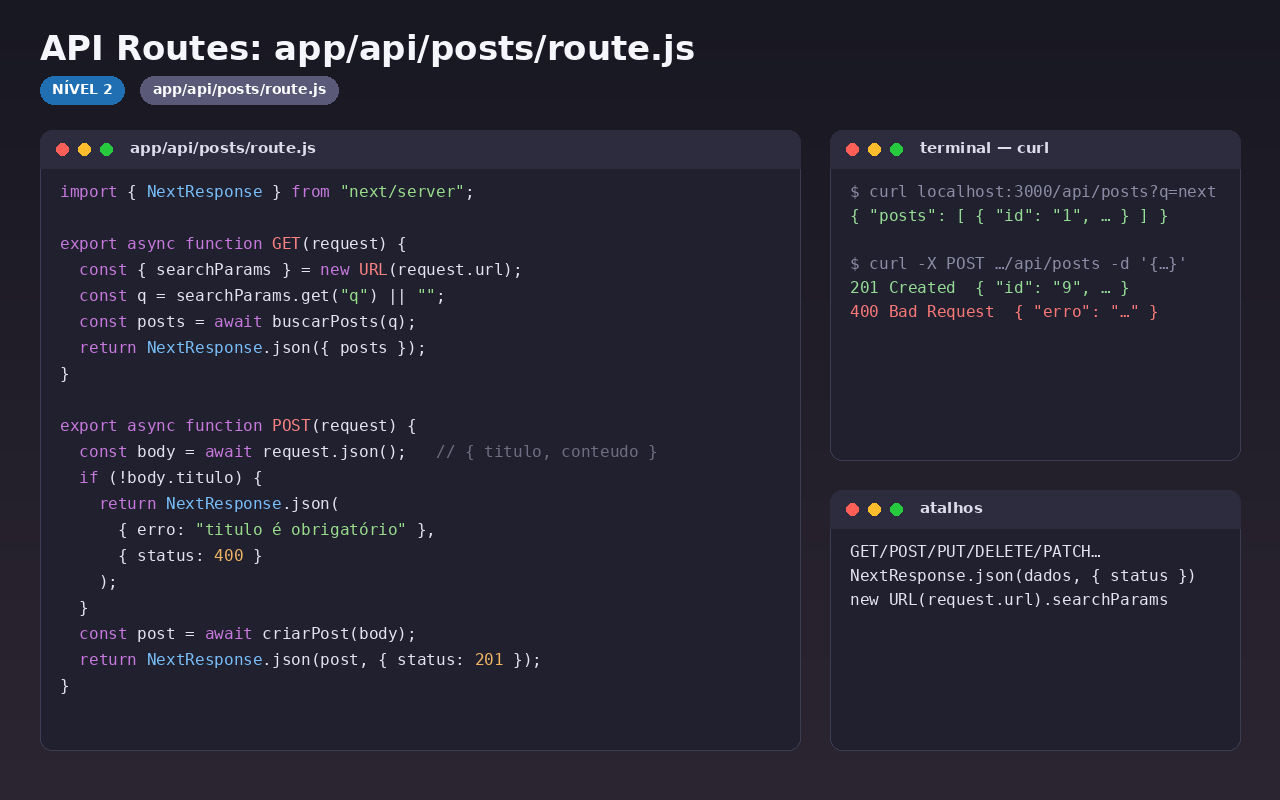 API Routes: app/api/posts/route.js
NÍVEL 2
app/api/posts/route.js
app/api/posts/route.js
import { NextResponse } from "next/server";
export async function GET(request) {
  const { searchParams } = new URL(request.url);
  const q = searchParams.get("q") || "";
  const posts = await buscarPosts(q);
  return NextResponse.json({ posts });
}
export async function POST(request) {
  const body = await request.json();   // { titulo, conteudo }
  if (!body.titulo) {
    return NextResponse.json(
      { erro: "titulo é obrigatório" },
      { status: 400 }
    );
  }
  const post = await criarPost(body);
  return NextResponse.json(post, { status: 201 });
}
terminal — curl
$ curl localhost:3000/api/posts?q=next
{ "posts": [ { "id": "1", … } ] }
$ curl -X POST …/api/posts -d '{…}'
201 Created  { "id": "9", … }
400 Bad Request  { "erro": "…" }
atalhos
GET/POST/PUT/DELETE/PATCH…
NextResponse.json(dados, { status })
new URL(request.url).searchParams